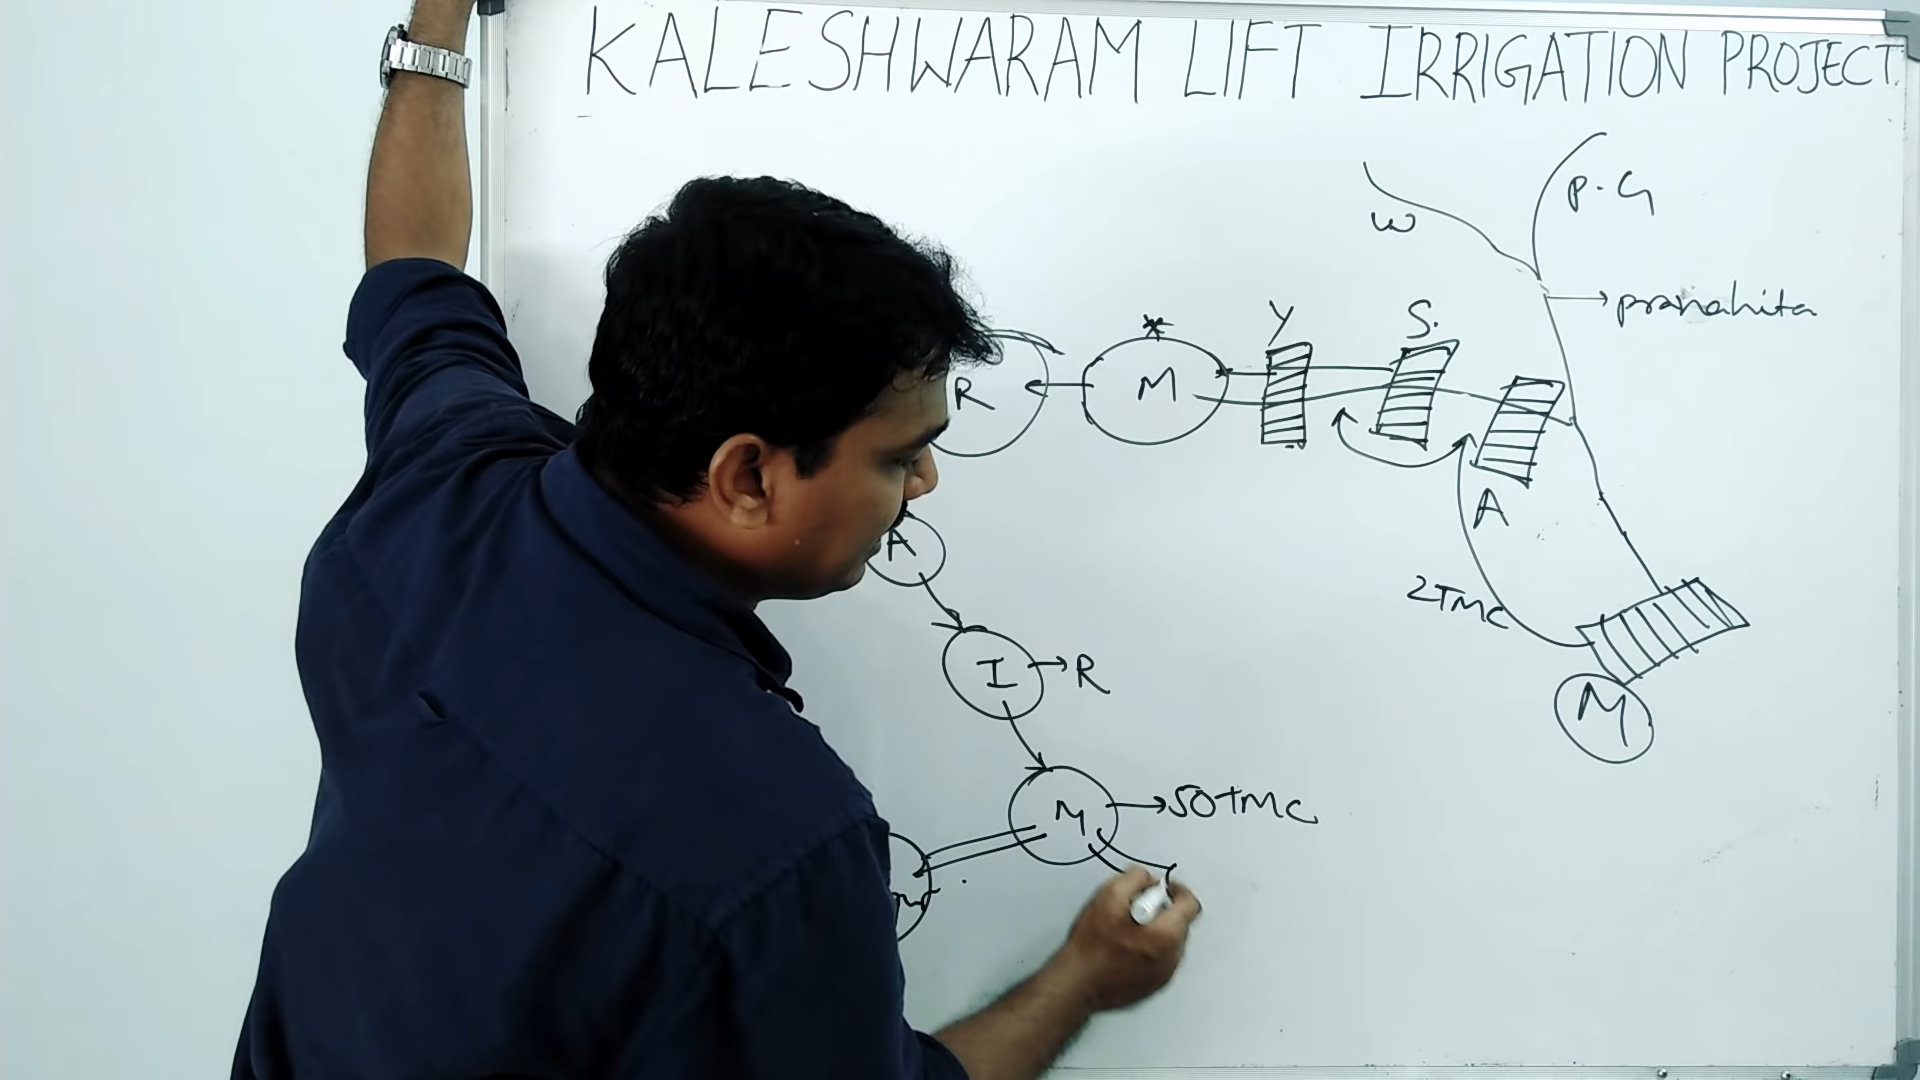 KALESHWARAM LIFT IRRIGATION PROJECT.
P.G
W
pranahita
Y
S.
*
R
M
A
A
2TMC
I
R
M
M
50TMC